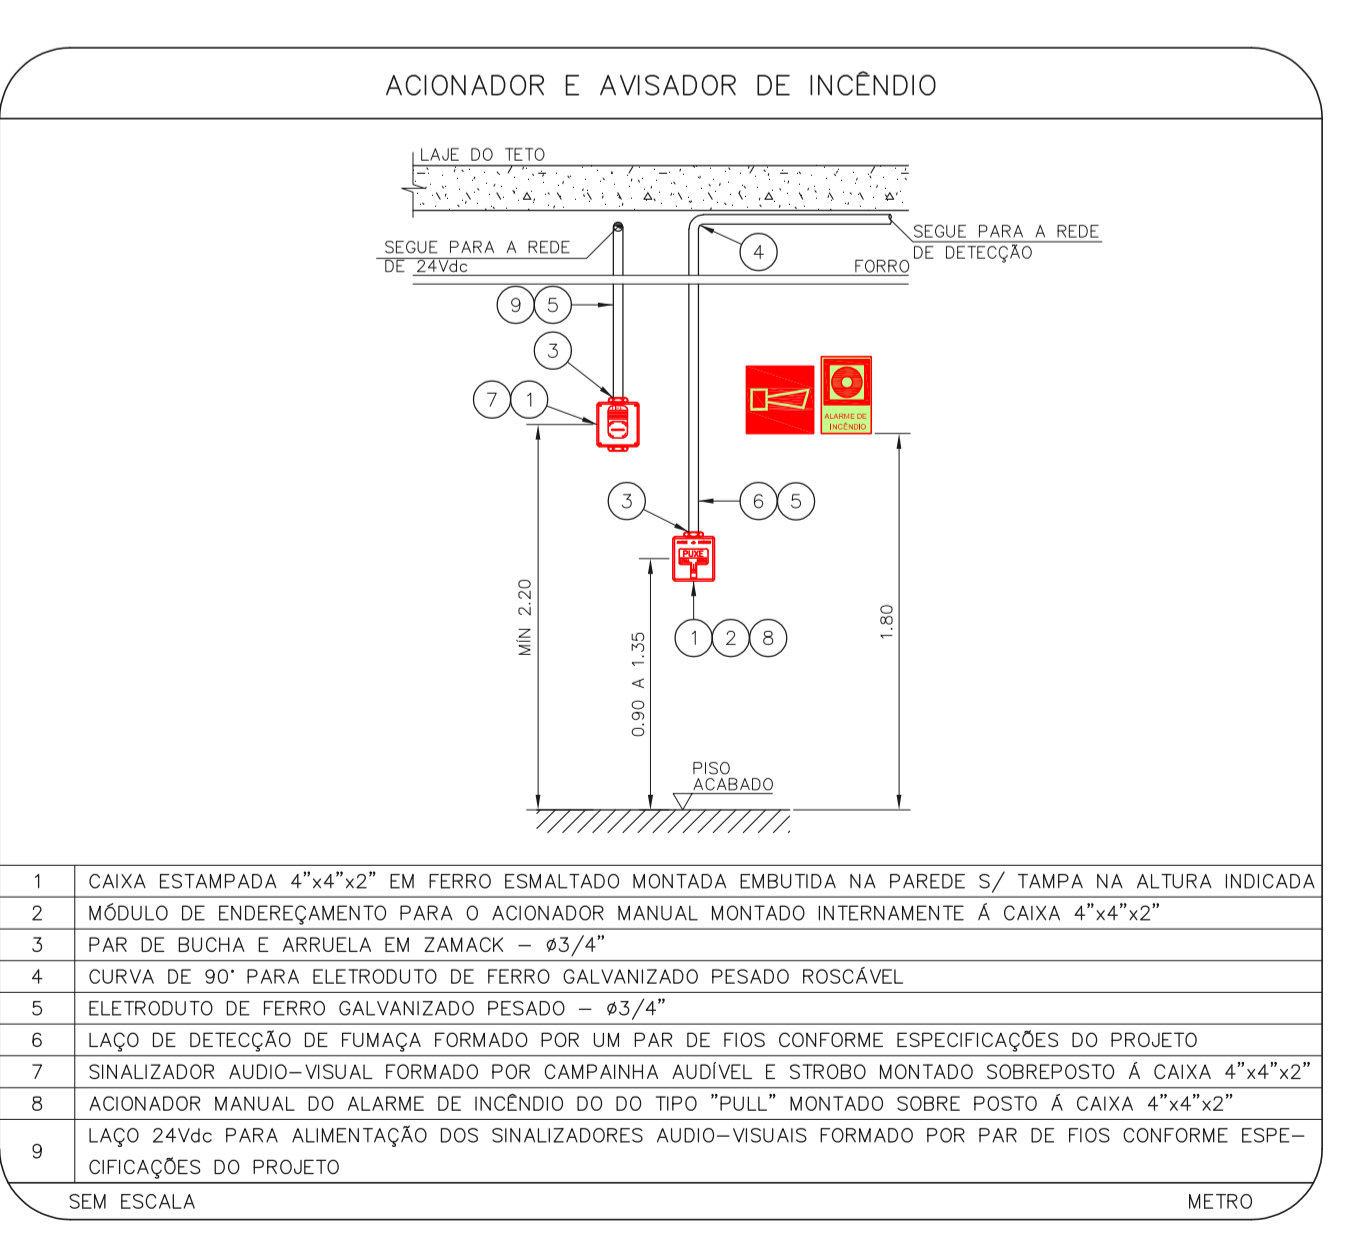 ACIONADOR E AVISADOR DE INCÊNDIO
LAJE DO TETO
SEGUE PARA A REDE
DE 24Vdc
SEGUE PARA A REDE
DE DETECÇÃO
4
FORRO
9 5
3
7 1
ALARME DE
INCÊNDIO
3
6 5
PUXE
1 2 8
MÍN 2.20
0.90 A 1.35
1.80
PISO
ACABADO
1 CAIXA ESTAMPADA 4"x4"x2" EM FERRO ESMALTADO MONTADA EMBUTIDA NA PAREDE S/ TAMPA NA ALTURA INDICADA
2 MÓDULO DE ENDEREÇAMENTO PARA O ACIONADOR MANUAL MONTADO INTERNAMENTE Á CAIXA 4"x4"x2"
3 PAR DE BUCHA E ARRUELA EM ZAMACK – ø3/4"
4 CURVA DE 90° PARA ELETRODUTO DE FERRO GALVANIZADO PESADO ROSCÁVEL
5 ELETRODUTO DE FERRO GALVANIZADO PESADO – ø3/4"
6 LAÇO DE DETECÇÃO DE FUMAÇA FORMADO POR UM PAR DE FIOS CONFORME ESPECIFICAÇÕES DO PROJETO
7 SINALIZADOR AUDIO–VISUAL FORMADO POR CAMPAINHA AUDÍVEL E STROBO MONTADO SOBREPOSTO Á CAIXA 4"x4"x2"
8 ACIONADOR MANUAL DO ALARME DE INCÊNDIO DO DO TIPO "PULL" MONTADO SOBRE POSTO Á CAIXA 4"x4"x2"
9 LAÇO 24Vdc PARA ALIMENTAÇÃO DOS SINALIZADORES AUDIO–VISUAIS FORMADO POR PAR DE FIOS CONFORME ESPE–
CIFICAÇÕES DO PROJETO
SEM ESCALA
METRO